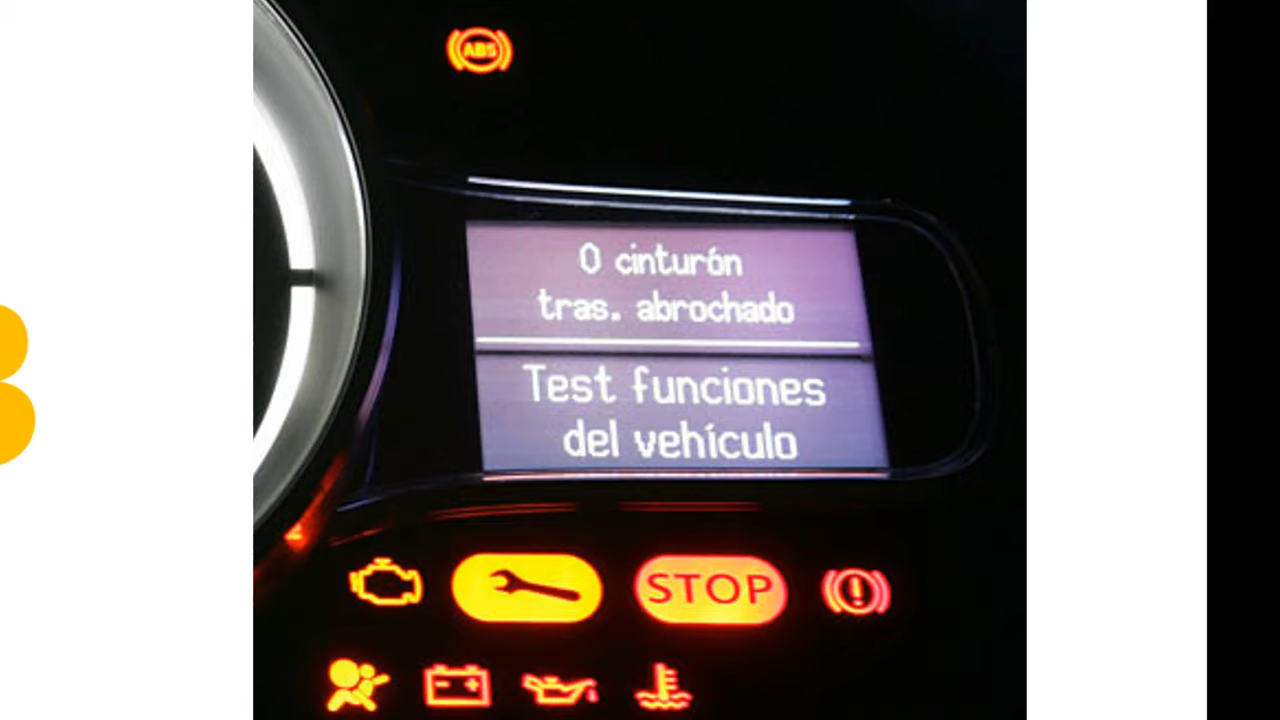 ABS
0 cinturón
tras. abrochado
Test funciones
del vehículo
STOP